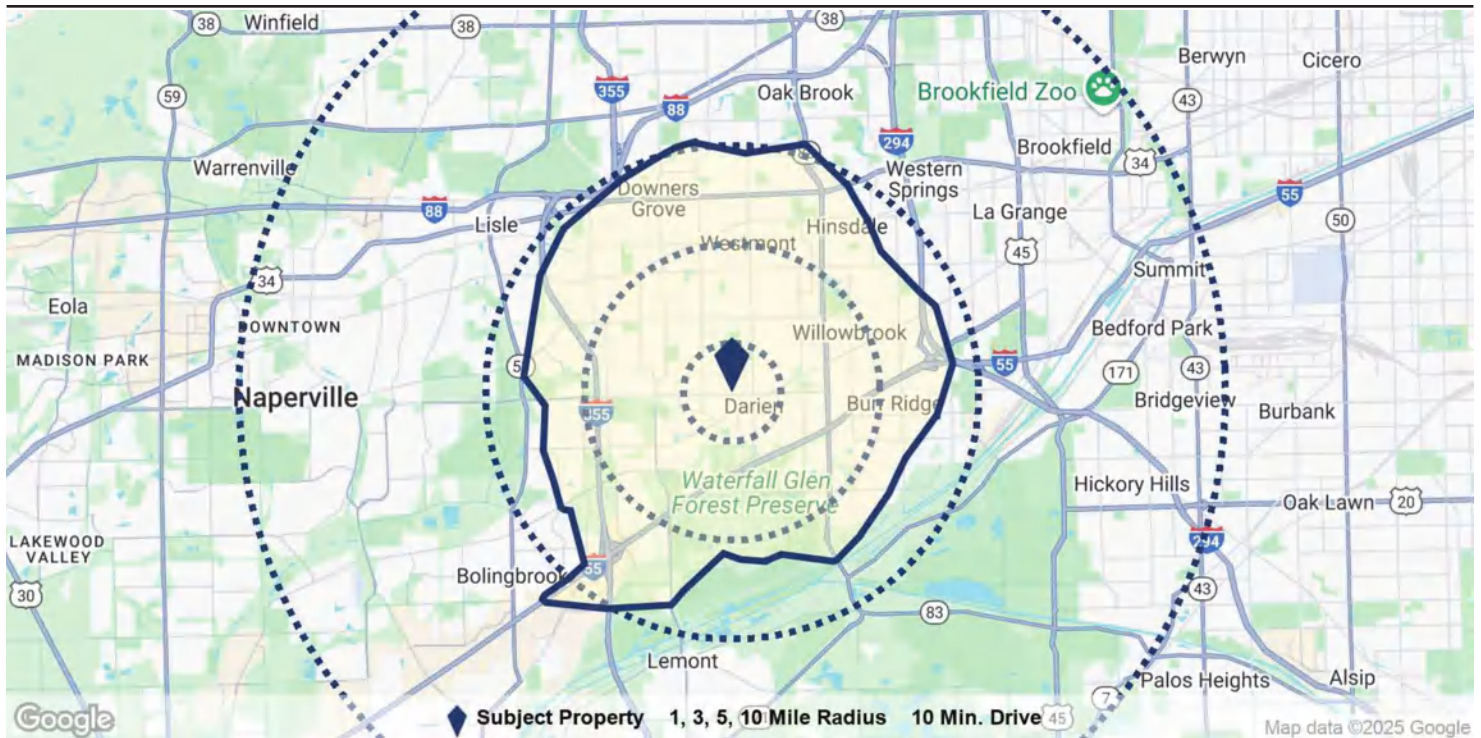 Winfield
38
38
38
59
355
88
Oak Brook
Brookfield Zoo
Berwyn
Cicero
43
294
Brookfield
34
Warrenville
Western
Springs
55
Downers
Grove
88
Lisle
Hinsdale
La Grange
50
Westmont
45
34
Summit
Eola
DOWNTOWN
Willowbrook
Bedford Park
MADISON PARK
55
171
43
Naperville
355
Darien
Burr Ridge
Bridgeview
Burbank
Waterfall Glen
Forest Preserve
Hickory Hills
Oak Lawn
20
LAKEWOOD
VALLEY
294
Bolingbrook
55
30
43
83
Lemont
Palos Heights
Alsip
7
Google
Subject Property
1, 3, 5, 10 Mile Radius
10 Min. Drive
45
Map data ©2025 Google